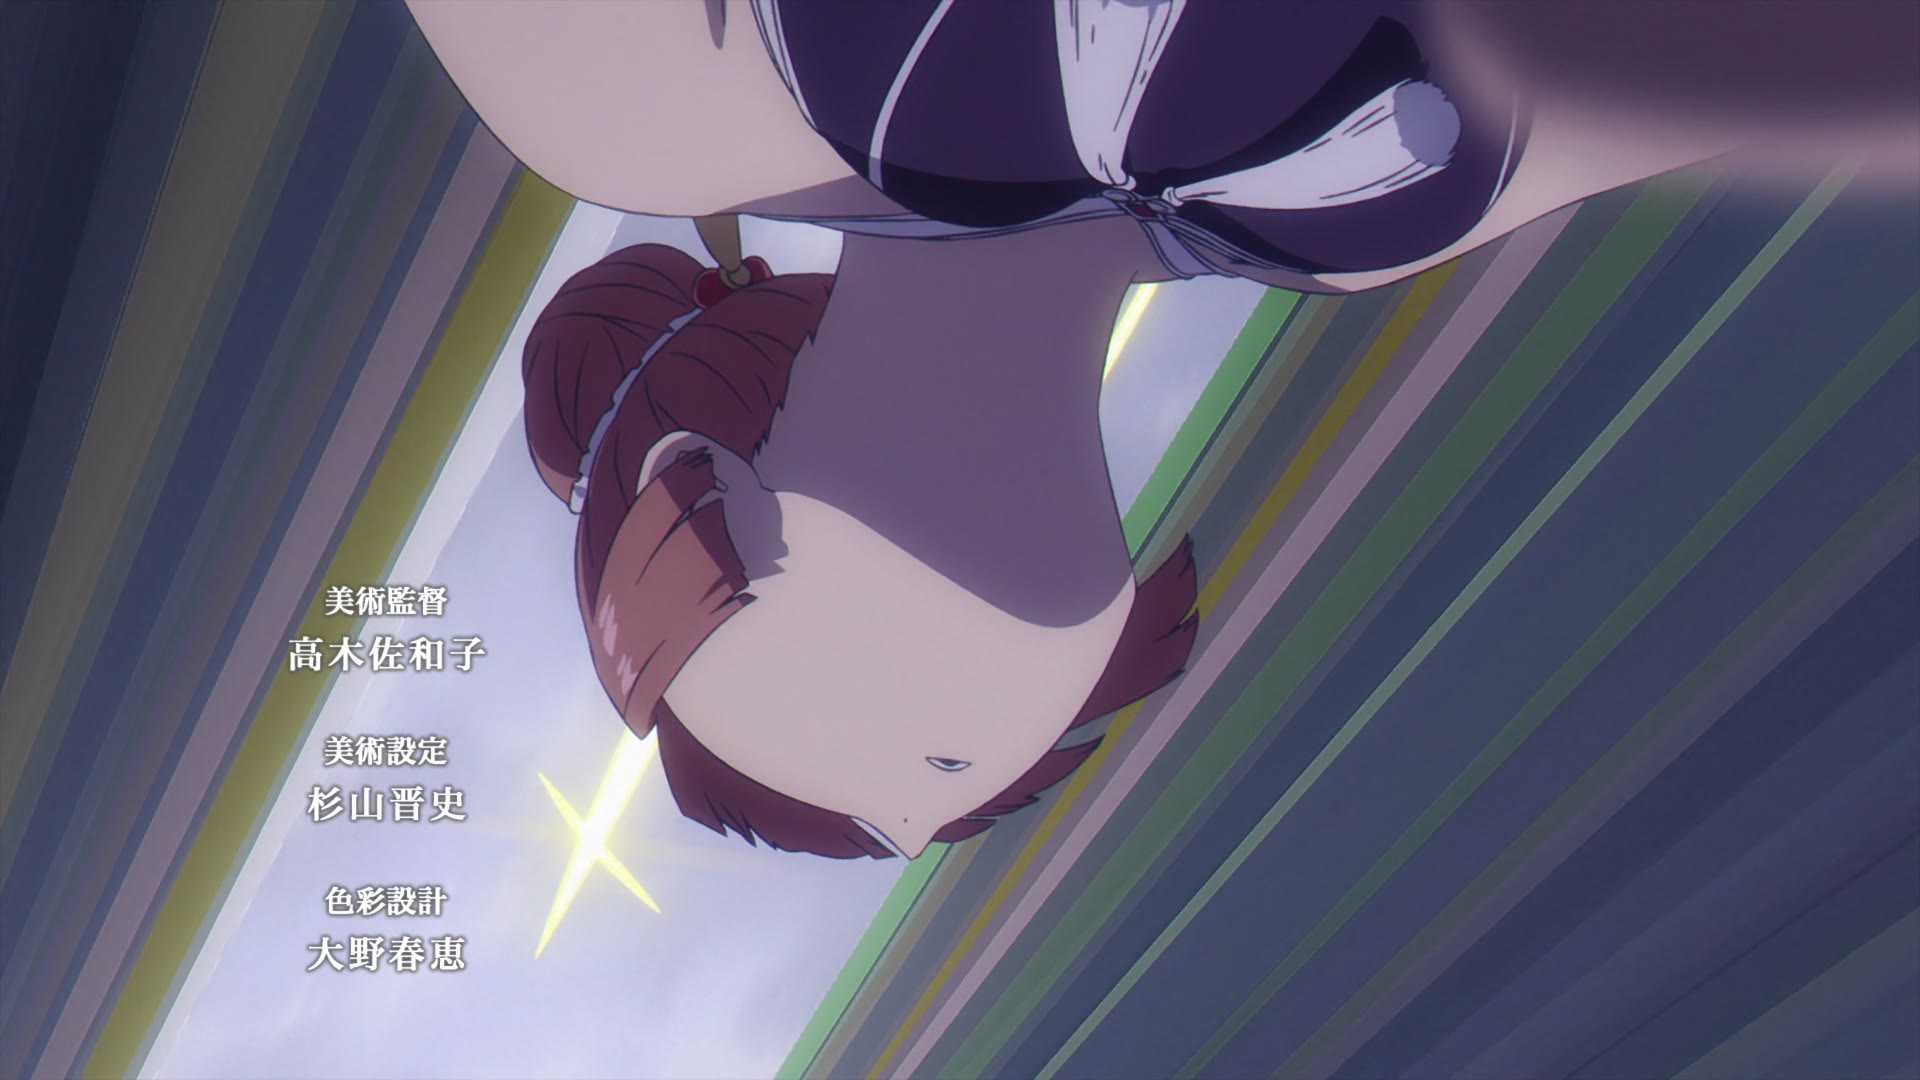 美術監督
高木佐和子
美術設定
杉山晋史
色彩設計
大野春恵